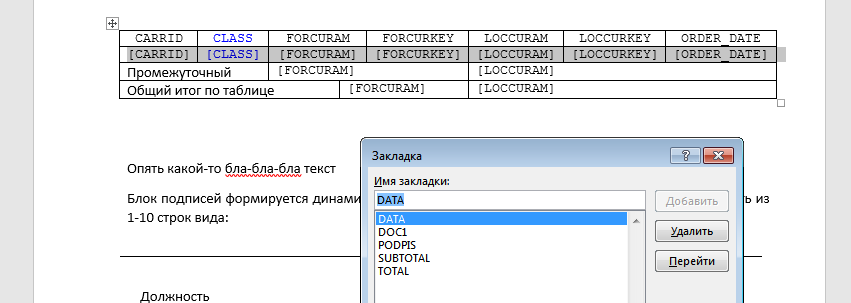 CARRID CLASS FORCURAM FORCURKEY LOCCURAM LOCCURKEY ORDER_DATE
[CARRID] [CLASS] [FORCURAM] [FORCURKEY] [LOCCURAM] [LOCCURKEY] [ORDER_DATE]
Промежуточный [FORCURAM] [LOCCURAM]
Общий итог по таблице [FORCURAM] [LOCCURAM]
Опять какой-то бла-бла-бла текст
Блок подписей формируется динами ть из
1-10 строк вида:
Должность
Закладка
Имя закладки:
DATA
DATA
DOC1
PODPIS
SUBTOTAL
TOTAL
Добавить
Удалить
Перейти